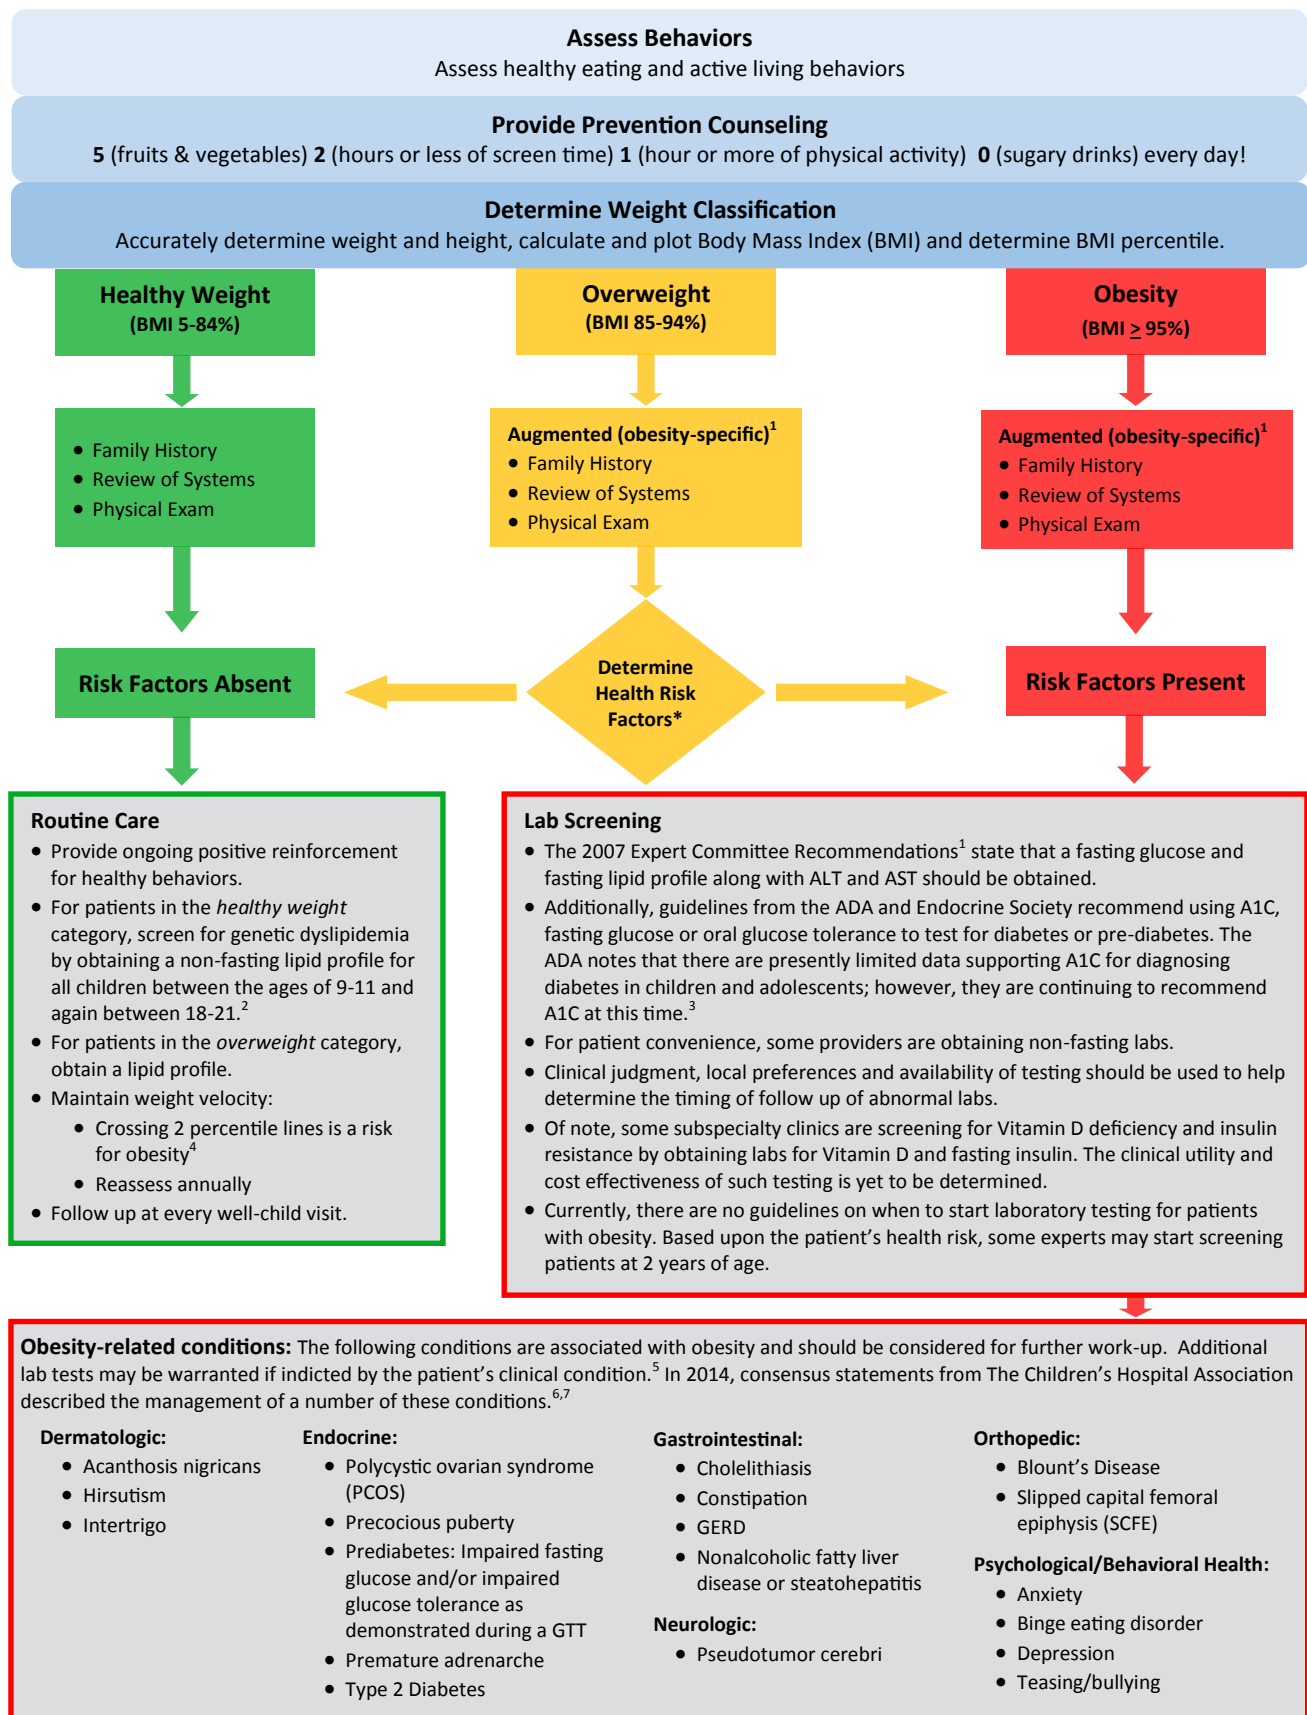 Assess Behaviors
Assess healthy eating and active living behaviors
Provide Prevention Counseling
5 (fruits & vegetables) 2 (hours or less of screen time) 1 (hour or more of physical activity) 0 (sugary drinks) every day!
Determine Weight Classification
Accurately determine weight and height, calculate and plot Body Mass Index (BMI) and determine BMI percentile.
Healthy Weight
(BMI 5-84%)
Overweight
(BMI 85-94%)
Obesity
(BMI ≥ 95%)
• Family History
• Review of Systems
• Physical Exam
Augmented (obesity-specific)1
• Family History
• Review of Systems
• Physical Exam
Augmented (obesity-specific)1
• Family History
• Review of Systems
• Physical Exam
Risk Factors Absent
Determine
Health Risk
Factors*
Risk Factors Present
Routine Care
• Provide ongoing positive reinforcement
for healthy behaviors.
• For patients in the healthy weight
category, screen for genetic dyslipidemia
by obtaining a non-fasting lipid profile for
all children between the ages of 9-11 and
again between 18-21.2
• For patients in the overweight category,
obtain a lipid profile.
• Maintain weight velocity:
• Crossing 2 percentile lines is a risk
for obesity4
• Reassess annually
• Follow up at every well-child visit.
Lab Screening
• The 2007 Expert Committee Recommendations1 state that a fasting glucose and
fasting lipid profile along with ALT and AST should be obtained.
• Additionally, guidelines from the ADA and Endocrine Society recommend using A1C,
fasting glucose or oral glucose tolerance to test for diabetes or pre-diabetes. The
ADA notes that there are presently limited data supporting A1C for diagnosing
diabetes in children and adolescents; however, they are continuing to recommend
A1C at this time.3
• For patient convenience, some providers are obtaining non-fasting labs.
• Clinical judgment, local preferences and availability of testing should be used to help
determine the timing of follow up of abnormal labs.
• Of note, some subspecialty clinics are screening for Vitamin D deficiency and insulin
resistance by obtaining labs for Vitamin D and fasting insulin. The clinical utility and
cost effectiveness of such testing is yet to be determined.
• Currently, there are no guidelines on when to start laboratory testing for patients
with obesity. Based upon the patient's health risk, some experts may start screening
patients at 2 years of age.
Obesity-related conditions: The following conditions are associated with obesity and should be considered for further work-up. Additional
lab tests may be warranted if indicted by the patient's clinical condition.5 In 2014, consensus statements from The Children's Hospital Association
described the management of a number of these conditions.6,7
Dermatologic:
• Acanthosis nigricans
• Hirsutism
• Intertrigo
Endocrine:
• Polycystic ovarian syndrome
(PCOS)
• Precocious puberty
• Prediabetes: Impaired fasting
glucose and/or impaired
glucose tolerance as
demonstrated during a GTT
• Premature adrenarche
• Type 2 Diabetes
Gastrointestinal:
• Cholelithiasis
• Constipation
• GERD
• Nonalcoholic fatty liver
disease or steatohepatitis
Neurologic:
• Pseudotumor cerebri
Orthopedic:
• Blount's Disease
• Slipped capital femoral
epiphysis (SCFE)
Psychological/Behavioral Health:
• Anxiety
• Binge eating disorder
• Depression
• Teasing/bullying